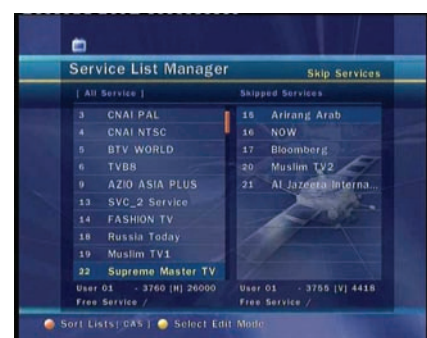 Service List Manager
Skip Services
[ All Service ]
3 CNAI PAL
4 CNAI NTSC
5 BTV WORLD
6 TVBS
9 AZIO ASIA PLUS
13 SVC_2 Service
14 FASHION TV
18 Russia Today
19 Muslim TV1
22 Supreme Master TV
User 01 - 3760 [H] 26000
Free Service /
Skipped Services
15 Arirang Arab
16 NOW
17 Bloomberg
20 Muslim TV2
21 Al Jazeera Interna...
User 01 - 3755 [V] 4418
Free Service /
Sort Lists[ CAS ] Select Edit Mode